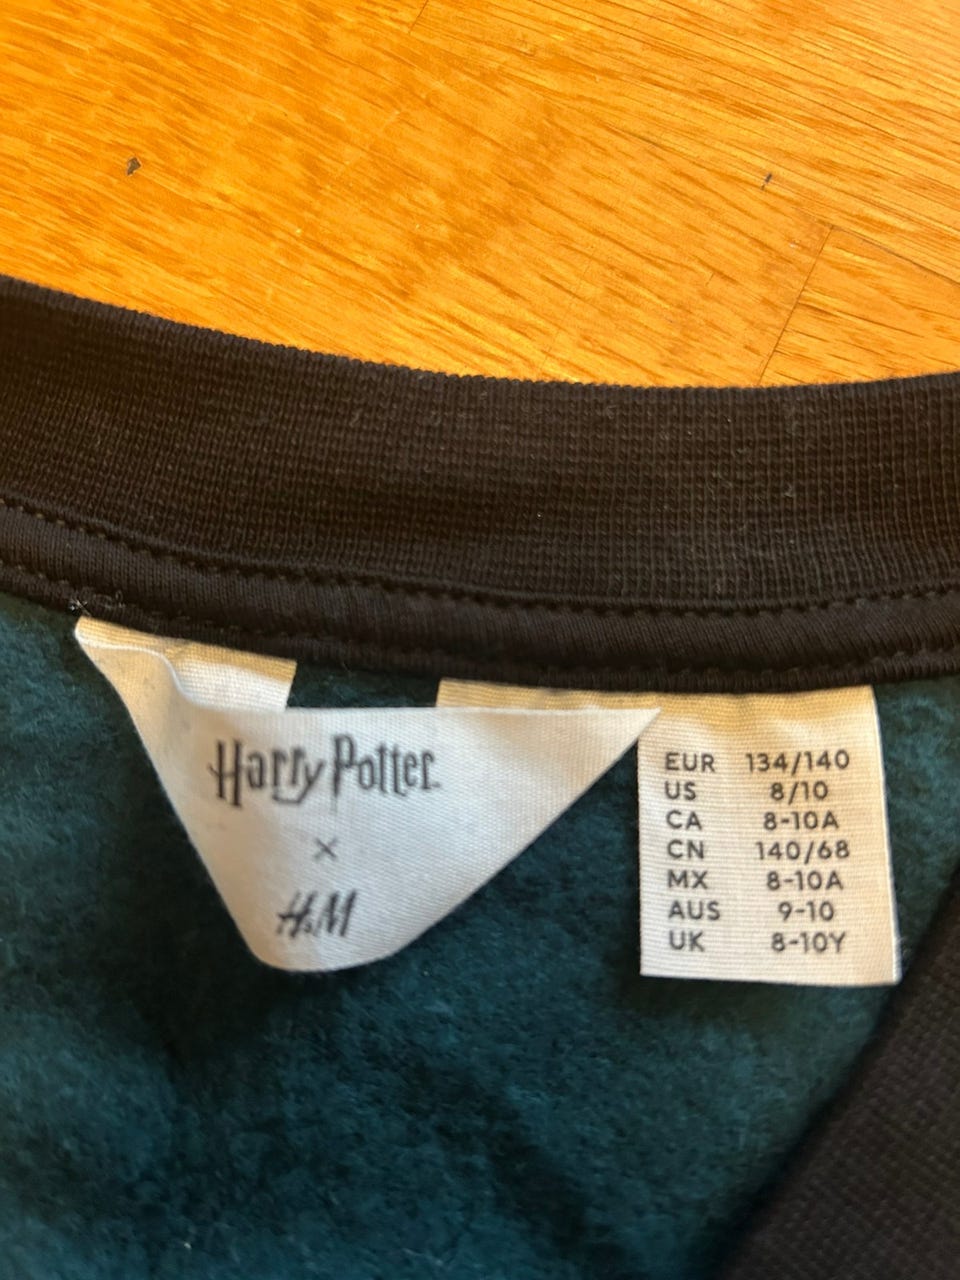 Harry Potter
×
H&M
EUR 134/140
US 8/10
CA 8-10A
CN 140/68
MX 8-10A
AUS 9-10
UK 8-10Y